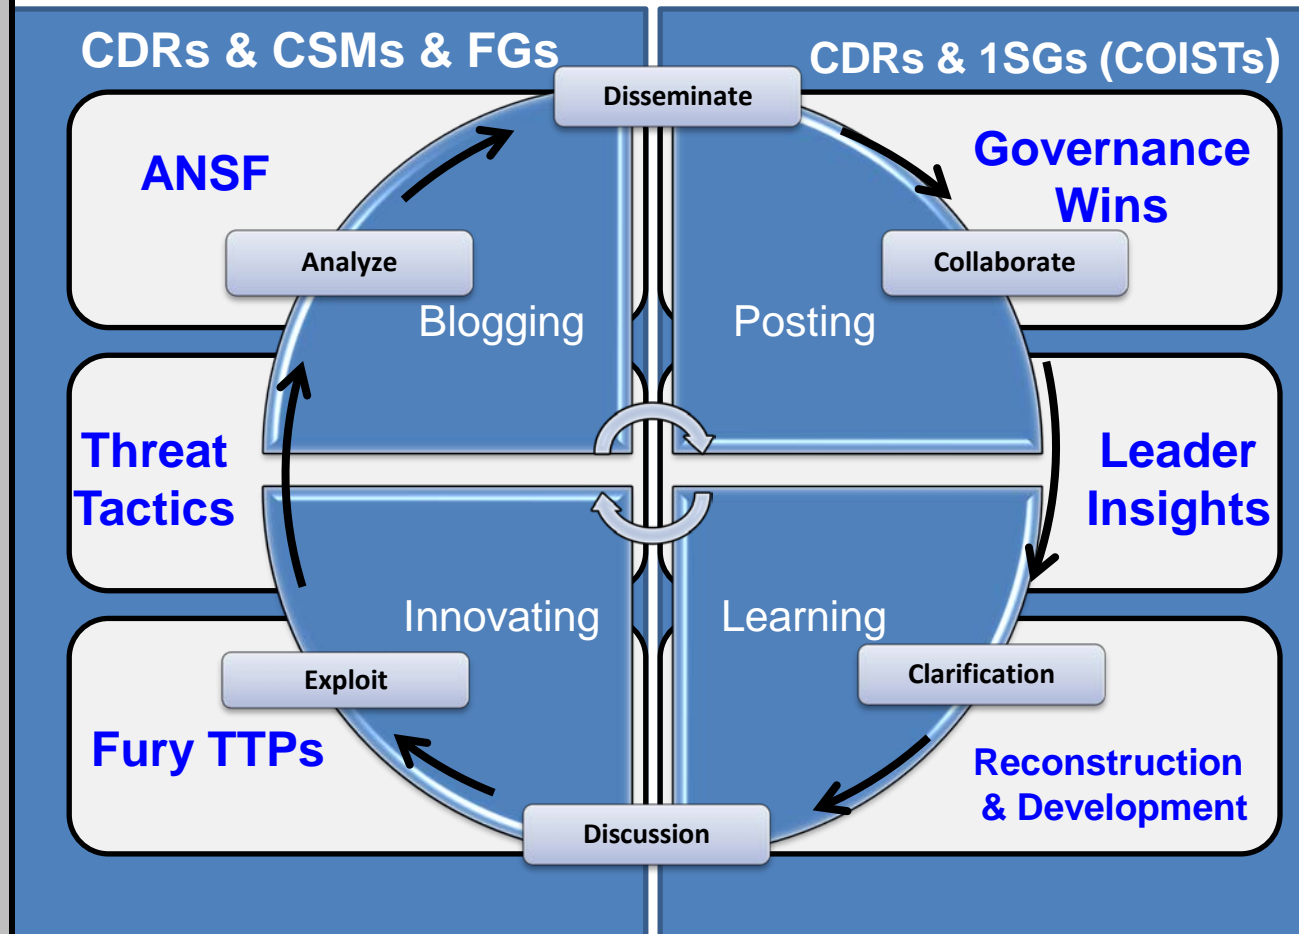 CDRs & CSMs & FGs
CDRs & 1SGs (COISTs)
Disseminate
ANSF
Governance
Wins
Analyze
Collaborate
Blogging
Posting
Threat
Tactics
Leader
Insights
Innovating
Learning
Exploit
Clarification
Fury TTPs
Reconstruction
& Development
Discussion